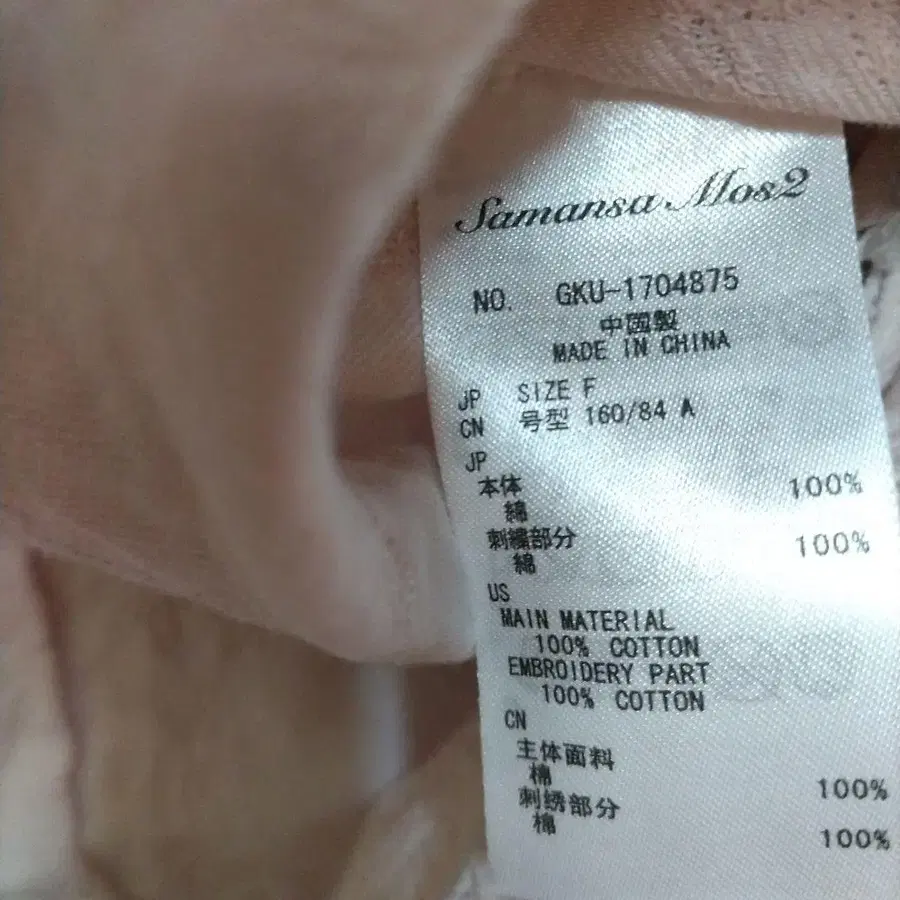 Samansa Mos2
NO. GKU-1704875
中国製
MADE IN CHINA
JP SIZE F
CN 号型 160/84 A
JP
本体 100%
綿
刺繍部分 100%
綿
US
MAIN MATERIAL
100% COTTON
EMBROIDERY PART
100% COTTON
CN
主体面料
棉 100%
刺绣部分
棉 100%